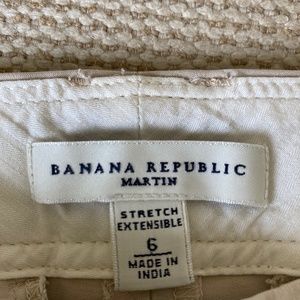 BANANA REPUBLIC
MARTIN
STRETCH
EXTENSIBLE
6
MADE IN
INDIA